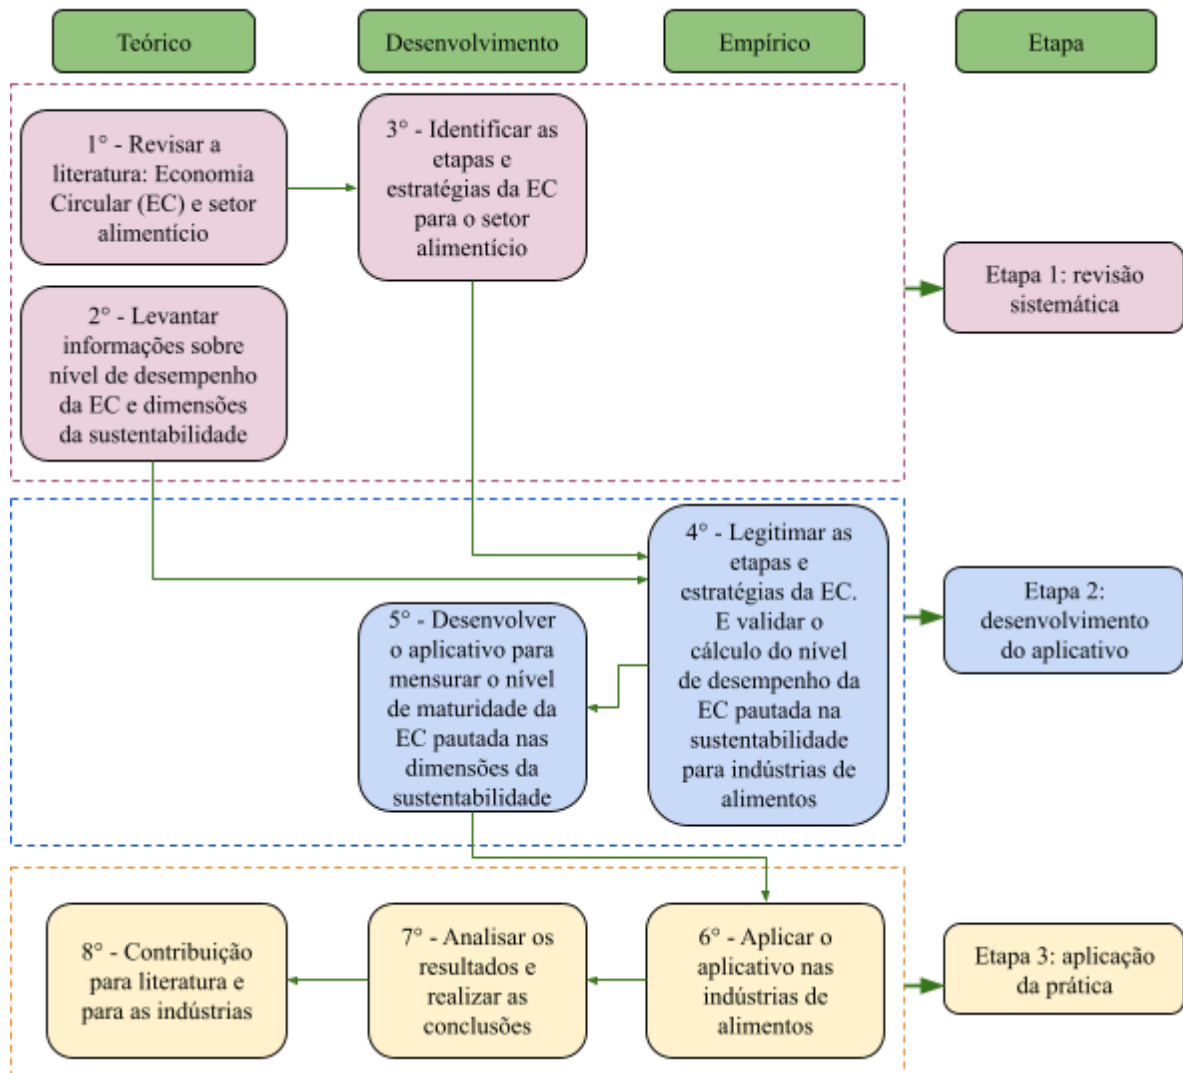 Teórico
Desenvolvimento
Empírico
Etapa
1° - Revisar a
literatura: Economia
Circular (EC) e setor
alimentício
3° - Identificar as
etapas e
estratégias da EC
para o setor
alimentício
2° - Levantar
informações sobre
nível de desempenho
da EC e dimensões
da sustentabilidade
Etapa 1: revisão
sistemática
4° - Legitimar as
etapas e
estratégias da EC.
E validar o
cálculo do nível
de desempenho da
EC pautada na
sustentabilidade
para indústrias de
alimentos
5° - Desenvolver
o aplicativo para
mensurar o nível
de maturidade da
EC pautada nas
dimensões da
sustentabilidade
Etapa 2:
desenvolvimento
do aplicativo
8° - Contribuição
para literatura e
para as indústrias
7° - Analisar os
resultados e
realizar as
conclusões
6° - Aplicar o
aplicativo nas
indústrias de
alimentos
Etapa 3: aplicação
da prática